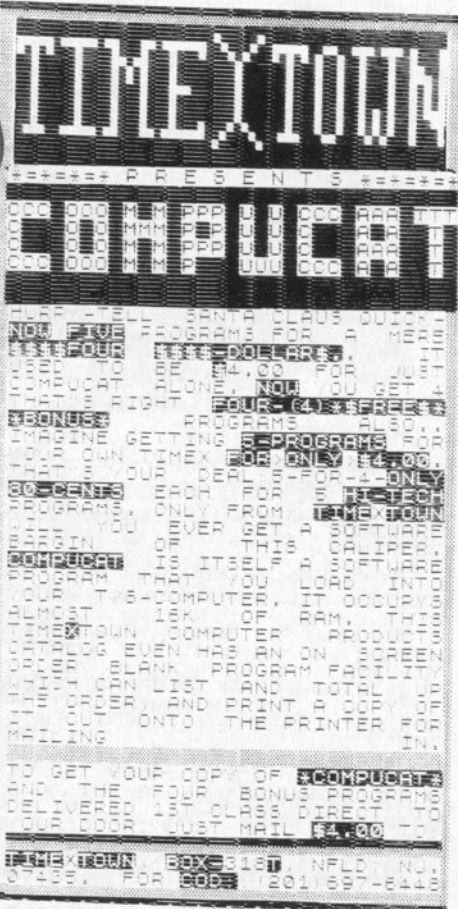 TIMEXTOWN
*=*=*=* P R E S E N T S *=*=*=*
COMPUCAT
HURRY-TELL SANTA CLAUS QUICK
NOW FIVE PROGRAMS FOR A MERE
$$$$FOUR $$$$-DOLLAR$., IT
USED TO BE $4.00 FOR JUST
COMPUCAT ALONE, NOW YOU GET 4
THAT'S RIGHT FOUR-(4)*$FREE$*
*BONUS* PROGRAMS ALSO,.
IMAGINE GETTING 5-PROGRAMS FOR
YOUR OWN TIMEX FOR>ONLY>$4.00.
THAT'S YOUR DEAL 5-FOR-4 ONLY
80-CENTS EACH FOR 5 HI-TECH
PROGRAMS. ONLY FROM TIMEXTOWN
WILL YOU EVER GET A SOFTWARE
BARGIN OF THIS CALIPER.
COMPUCAT IS ITSELF A SOFTWARE
PROGRAM THAT YOU LOAD INTO
YOUR T/S-COMPUTER. IT OCCUPYS
ALMOST 16K OF RAM. THIS
TIMEXTOWN COMPUTER PRODUCTS
CATALOG EVEN HAS AN ON SCREEN
ORDER BLANK PROGRAM FACILITY
WHICH CAN LIST AND TOTAL UP
THE ORDER, AND PRINT A COPY OF
IT OUT ONTO THE PRINTER FOR
MAILING IN.
TO GET YOUR COPY OF *COMPUCAT*
AND THE FOUR BONUS PROGRAMS
DELIVERED 1ST CLASS DIRECT TO
YOUR DOOR JUST MAIL $4.00 TO
TIMEXTOWN, BOX-318T, NFLD NJ.
07435. FOR COD: (201)697-6446